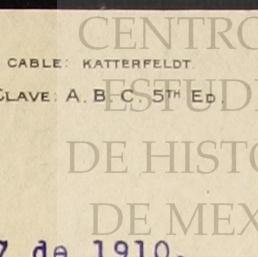 CENTRO
CABLE: KATTERFELDT.
CLAVE: A. B. C. 5TH ED.
ESTUD
DE HISTO
DE MEX
7 de 1910.